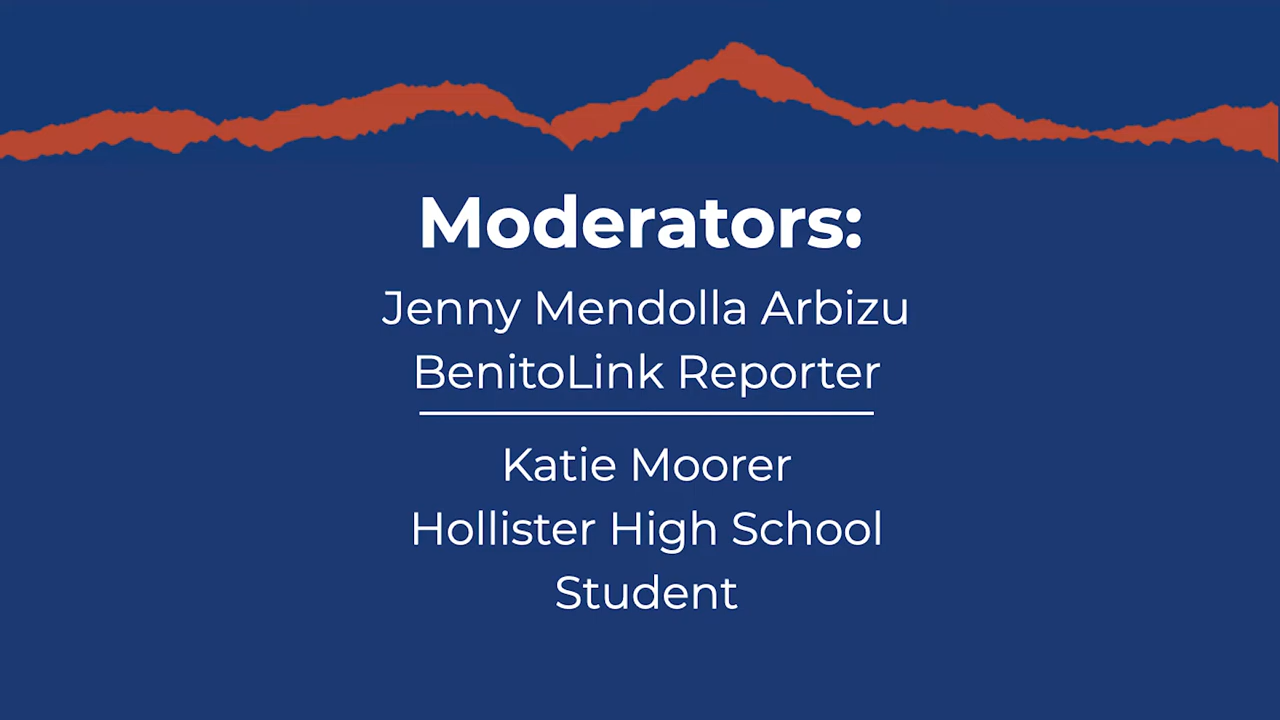 Moderators:
Jenny Mendolla Arbizu
BenitoLink Reporter
Katie Moorer
Hollister High School
Student